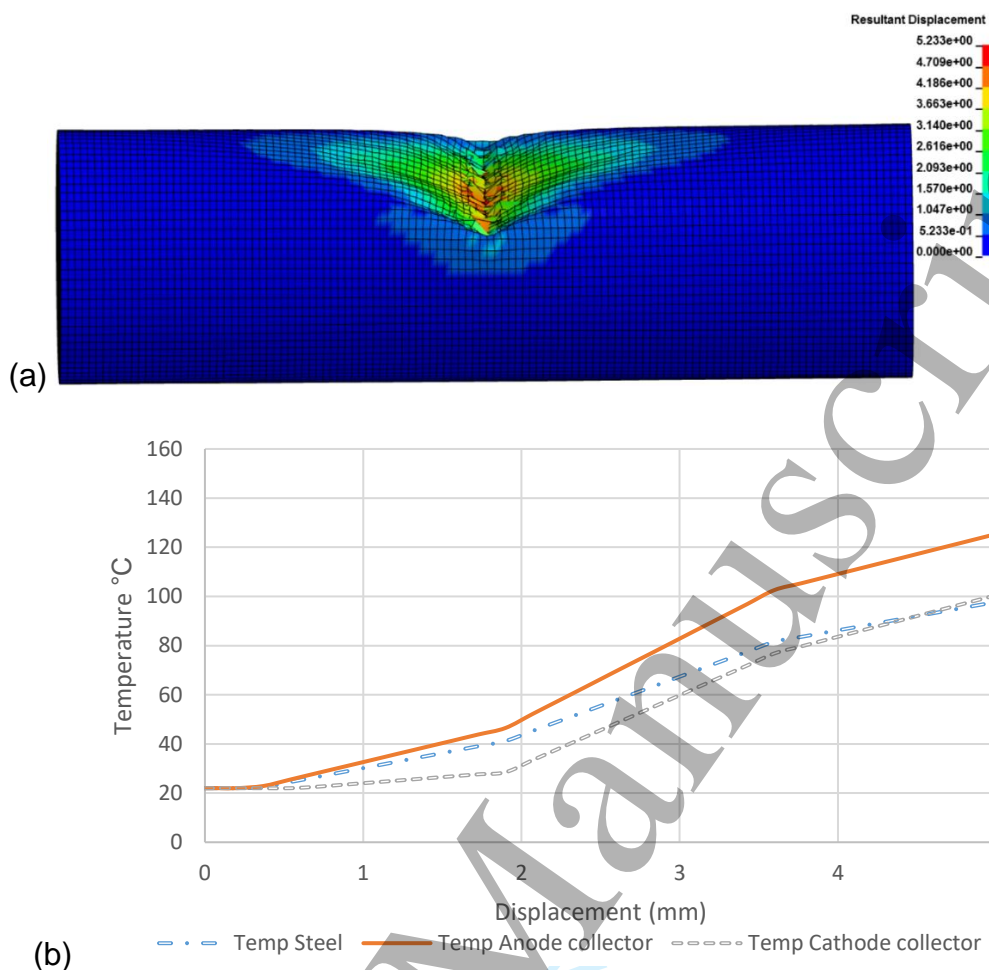 Resultant Displacement
5.233e+00
4.709e+00
4.186e+00
3.663e+00
3.140e+00
2.616e+00
2.093e+00
1.570e+00
1.047e+00
5.233e-01
0.000e+00
(a)
160
140
120
100
80
60
40
20
0
Temperature °C
0 1 2 3 4
Displacement (mm)
Temp Steel Temp Anode collector Temp Cathode collector
(b)